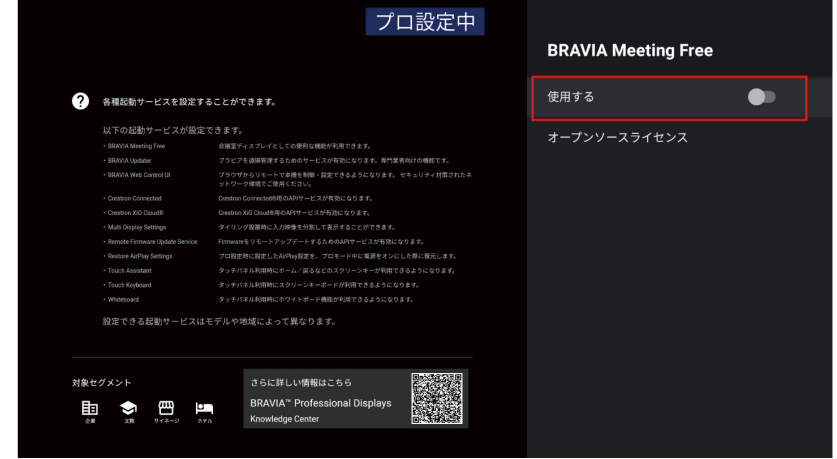 プロ設定中
各種起動サービスを設定することができます。
以下の起動サービスが設定できます。
・BRAVIA Meeting Free 会議室ディスプレイとしての便利な機能が利用できます。
・BRAVIA Updater ブラビアを遠隔管理するためのサービスが有効になります。専門業者向けの機能です。
・BRAVIA Web Control UI ブラウザからリモートで本機を制御・設定できるようになります。セキュリティ対策されたネ
ットワーク環境でご使用ください。
・Crestron Connected Crestron Connected®用のAPIサービスが有効になります。
・Crestron XiO Cloud® Crestron XiO Cloud®用のAPIサービスが有効になります。
・Multi Display Settings タイリング設置時に入力映像を分割して表示することができます。
・Remote Firmware Update Service FirmwareをリモートアップデートするためのAPIサービスが有効になります。
・Restore AirPlay Settings プロ設定時に設定したAirPlay設定を、プロモード中に電源をオンにした際に復元します。
・Touch Assistant タッチパネル利用時にホーム／戻るなどのスクリーンキーが利用できるようになります。
・Touch Keyboard タッチパネル利用時にスクリーンキーボードが利用できるようになります。
・Whiteboard タッチパネル利用時にホワイトボード機能が利用できるようになります。
設定できる起動サービスはモデルや地域によって異なります。
対象セグメント
企業 文教 サイネージ ホテル
さらに詳しい情報はこちら
BRAVIA™ Professional Displays
Knowledge Center
BRAVIA Meeting Free
使用する
オープンソースライセンス